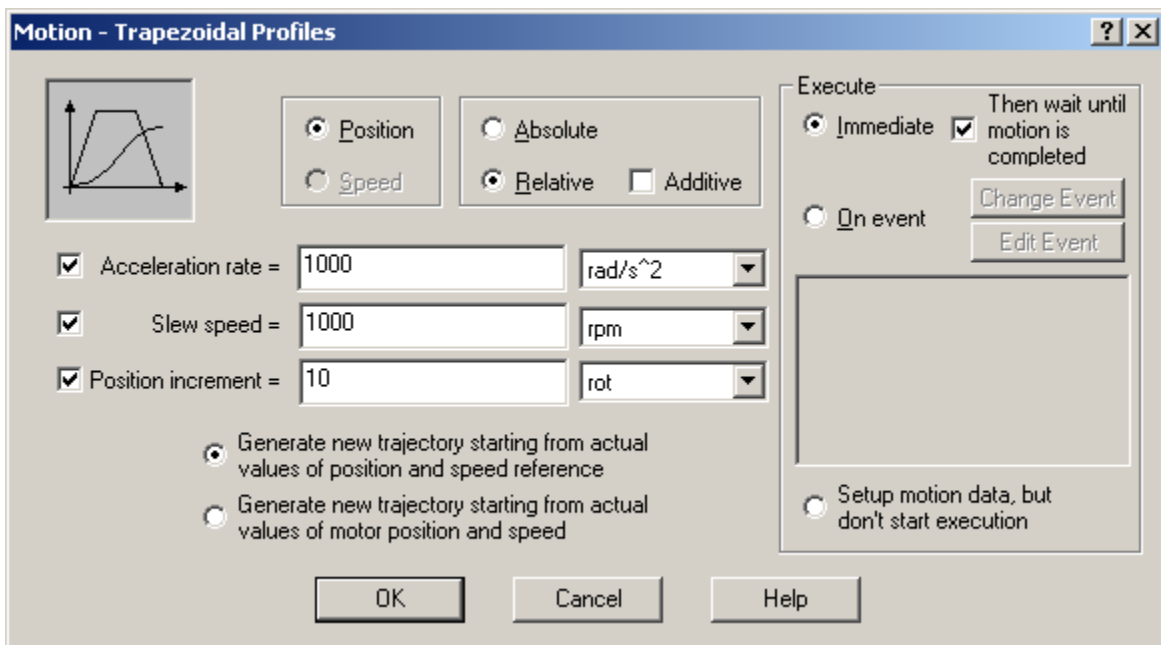 Motion - Trapezoidal Profiles
Position
Speed
Absolute
Relative
Additive
Execute
Immediate
Then wait until
motion is
completed
On event
Change Event
Edit Event
Acceleration rate = 1000 rad/s^2
Slew speed = 1000 rpm
Position increment = 10 rot
Generate new trajectory starting from actual
values of position and speed reference
Generate new trajectory starting from actual
values of motor position and speed
Setup motion data, but
don't start execution
OK
Cancel
Help